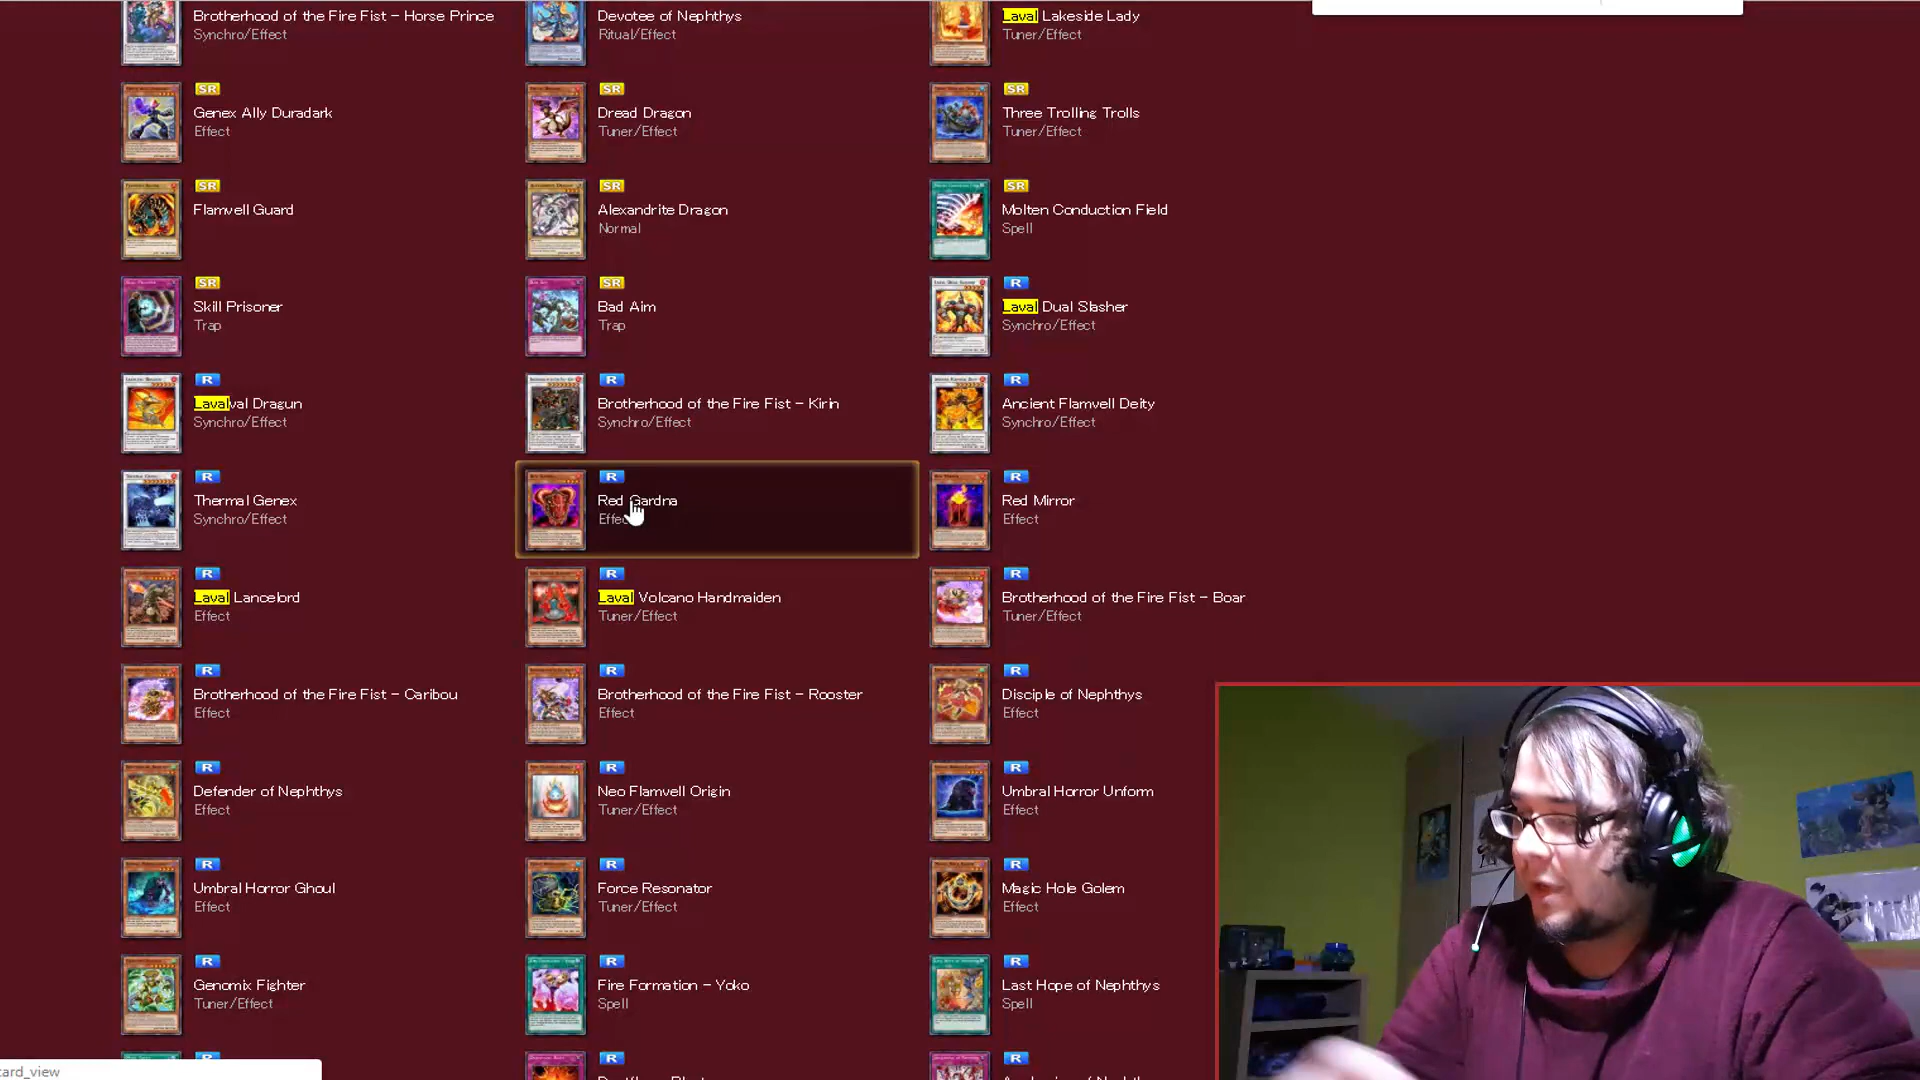 Brotherhood of the Fire Fist – Horse Prince
Synchro/Effect
Devotee of Nephthys
Ritual/Effect
Laval Lakeside Lady
Tuner/Effect
SR
Genex Ally Duradark
Effect
SR
Dread Dragon
Tuner/Effect
SR
Three Trolling Trolls
Tuner/Effect
SR
Flamvell Guard
SR
Alexandrite Dragon
Normal
SR
Molten Conduction Field
Spell
SR
Skill Prisoner
Trap
SR
Bad Aim
Trap
R
Laval Dual Slasher
Synchro/Effect
R
Lavalval Dragun
Synchro/Effect
R
Brotherhood of the Fire Fist – Kirin
Synchro/Effect
R
Ancient Flamvell Deity
Synchro/Effect
R
Thermal Genex
Synchro/Effect
R
Red Gardna
Effec
R
Red Mirror
Effect
R
Laval Lancelord
Effect
R
Laval Volcano Handmaiden
Tuner/Effect
R
Brotherhood of the Fire Fist – Boar
Tuner/Effect
R
Brotherhood of the Fire Fist – Caribou
Effect
R
Brotherhood of the Fire Fist – Rooster
Effect
R
Disciple of Nephthys
Effect
R
Defender of Nephthys
Effect
R
Neo Flamvell Origin
Tuner/Effect
R
Umbral Horror Unform
Effect
R
Umbral Horror Ghoul
Effect
R
Force Resonator
Tuner/Effect
R
Magic Hole Golem
Effect
R
Genomix Fighter
Tuner/Effect
R
Fire Formation – Yoko
Spell
R
Last Hope of Nephthys
Spell
R
R
R
card_view